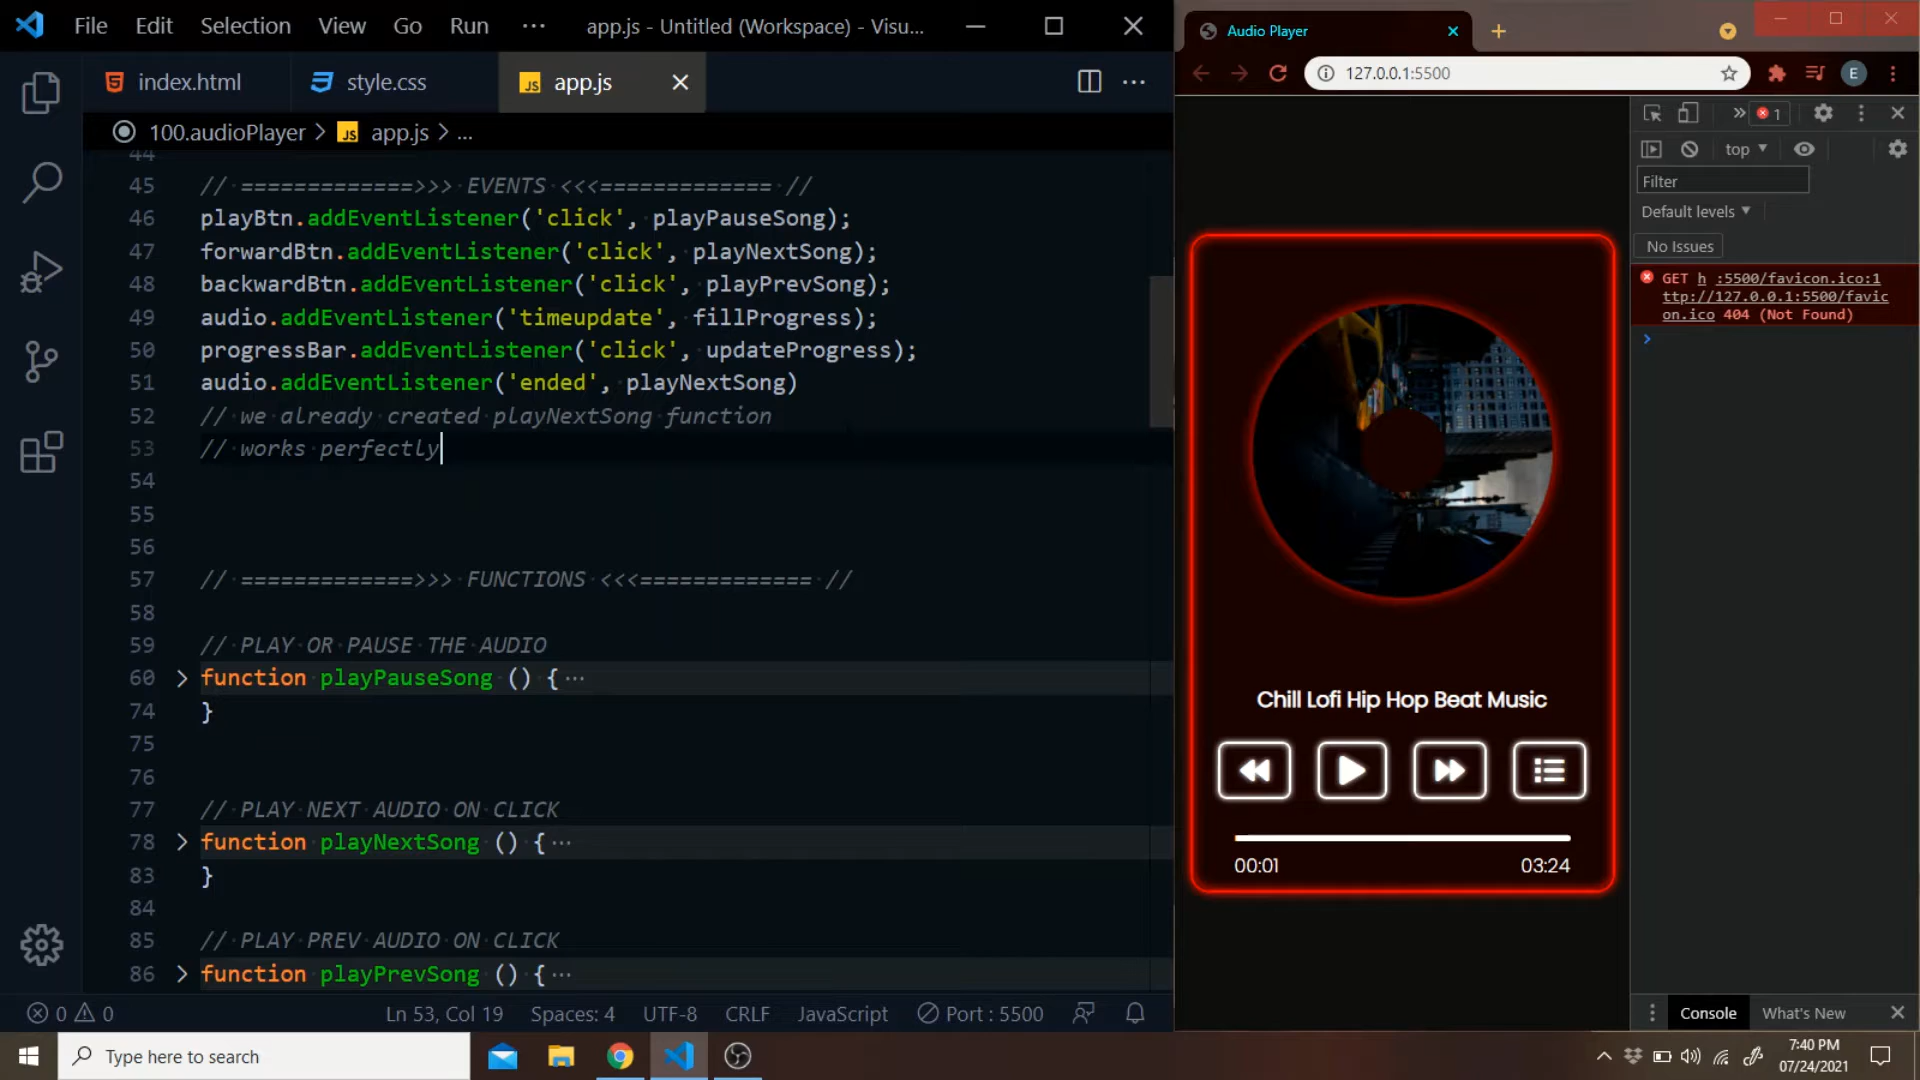 File Edit Selection View Go Run ··· app.js - Untitled (Workspace) - Visu...
index.html style.css app.js
100.audioPlayer > app.js > ...
44
45 // =============>>> EVENTS <<<============= //
46 playBtn.addEventListener('click', playPauseSong);
47 forwardBtn.addEventListener('click', playNextSong);
48 backwardBtn.addEventListener('click', playPrevSong);
49 audio.addEventListener('timeupdate', fillProgress);
50 progressBar.addEventListener('click', updateProgress);
51 audio.addEventListener('ended', playNextSong)
52 // we already created playNextSong function
53 // works perfectly
54
55
56
57 // =============>>> FUNCTIONS <<<============= //
58
59 // PLAY OR PAUSE THE AUDIO
60 function playPauseSong () { ···
74 }
75
76
77 // PLAY NEXT AUDIO ON CLICK
78 function playNextSong () { ···
83 }
84
85 // PLAY PREV AUDIO ON CLICK
86 function playPrevSong () { ···
0 0 Ln 53, Col 19 Spaces: 4 UTF-8 CRLF JavaScript Port : 5500
Audio Player
127.0.0.1:5500
E
1
top
Filter
Default levels
No Issues
GET h :5500/favicon.ico:1
ttp://127.0.0.1:5500/favic
on.ico 404 (Not Found)
Chill Lofi Hip Hop Beat Music
00:01 03:24
Console What's New
Type here to search
7:40 PM
07/24/2021